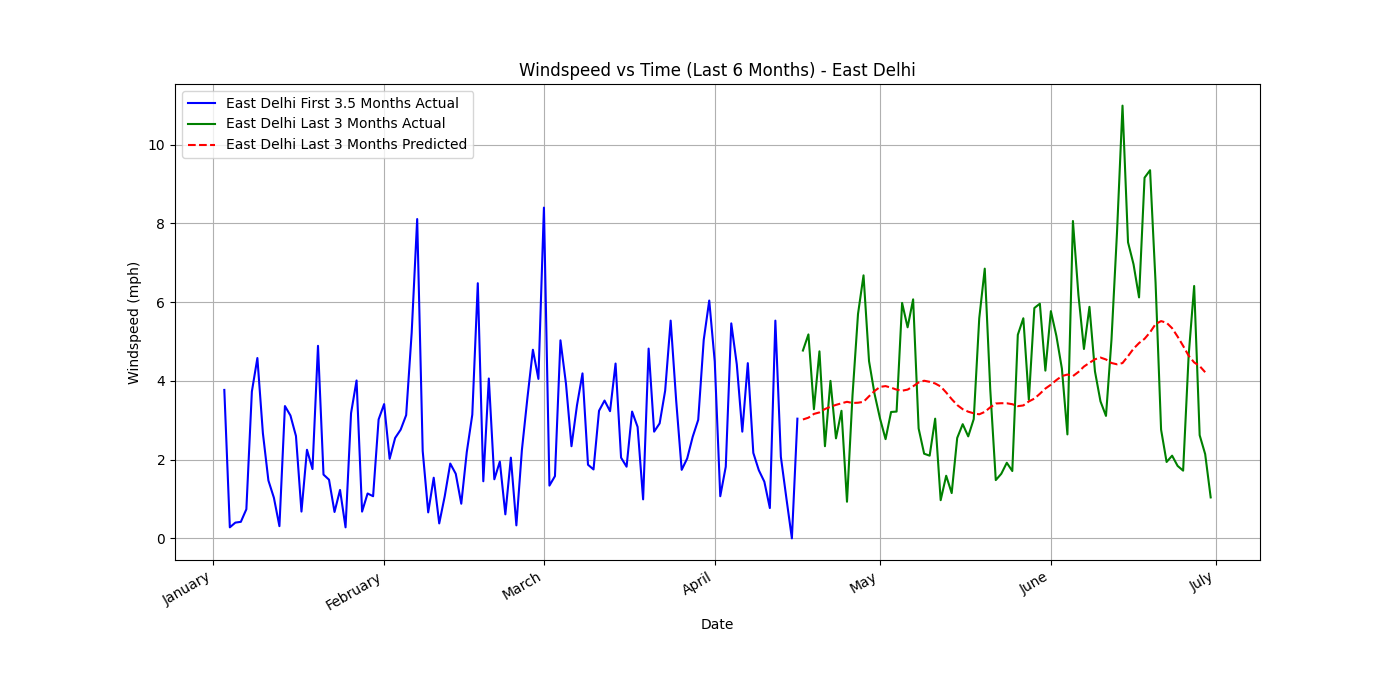 Windspeed vs Time (Last 6 Months) - East Delhi
East Delhi First 3.5 Months Actual
East Delhi Last 3 Months Actual
East Delhi Last 3 Months Predicted
Windspeed (mph)
10
8
6
4
2
0
January
February
March
April
May
June
July
Date